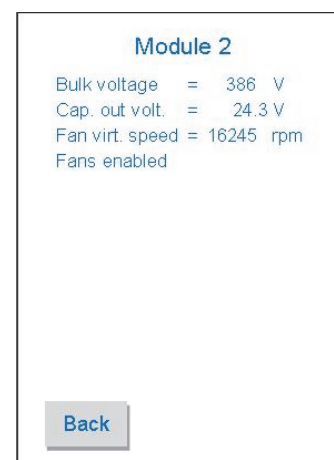 Module 2
Bulk voltage = 386 V
Cap. out volt. = 24.3 V
Fan virt. speed = 16245 rpm
Fans enabled
Back